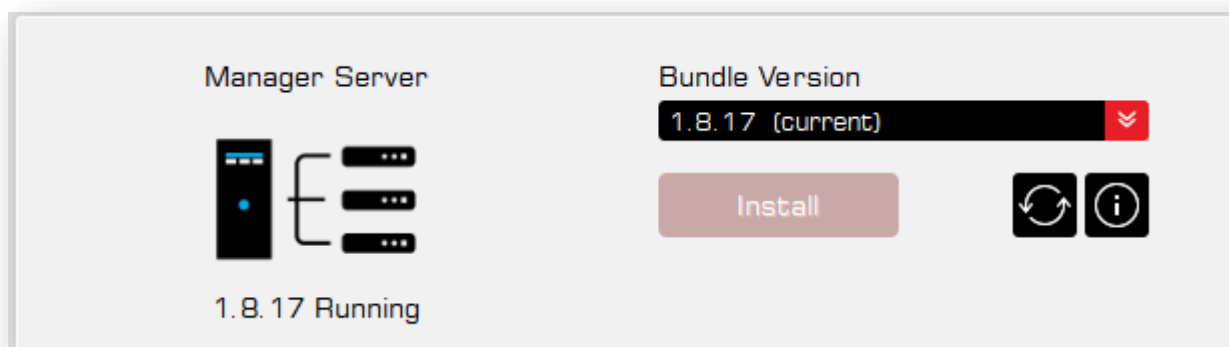 Manager Server
Bundle Version
1.8.17 (current)
Install
1.8.17 Running